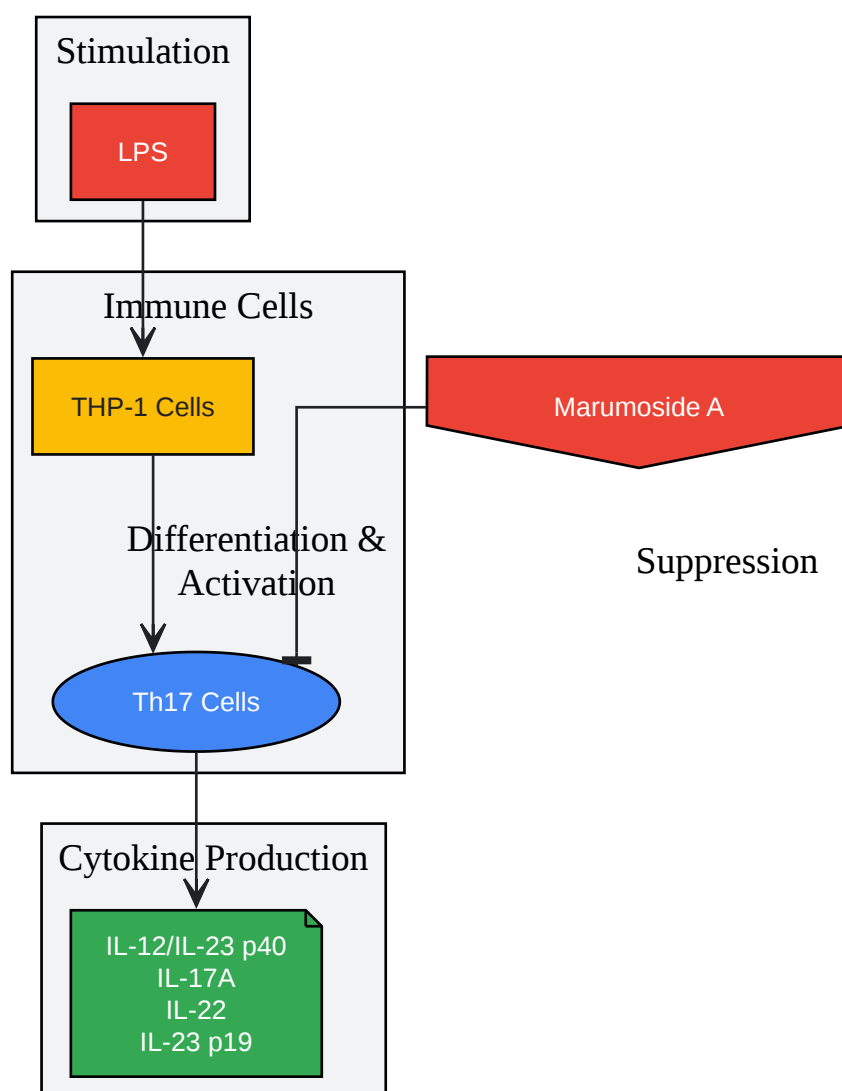 Stimulation
LPS
Immune Cells
THP-1 Cells
Marumoside A
Differentiation &
Activation
Suppression
Th17 Cells
Cytokine Production
IL-12/IL-23 p40
IL-17A
IL-22
IL-23 p19